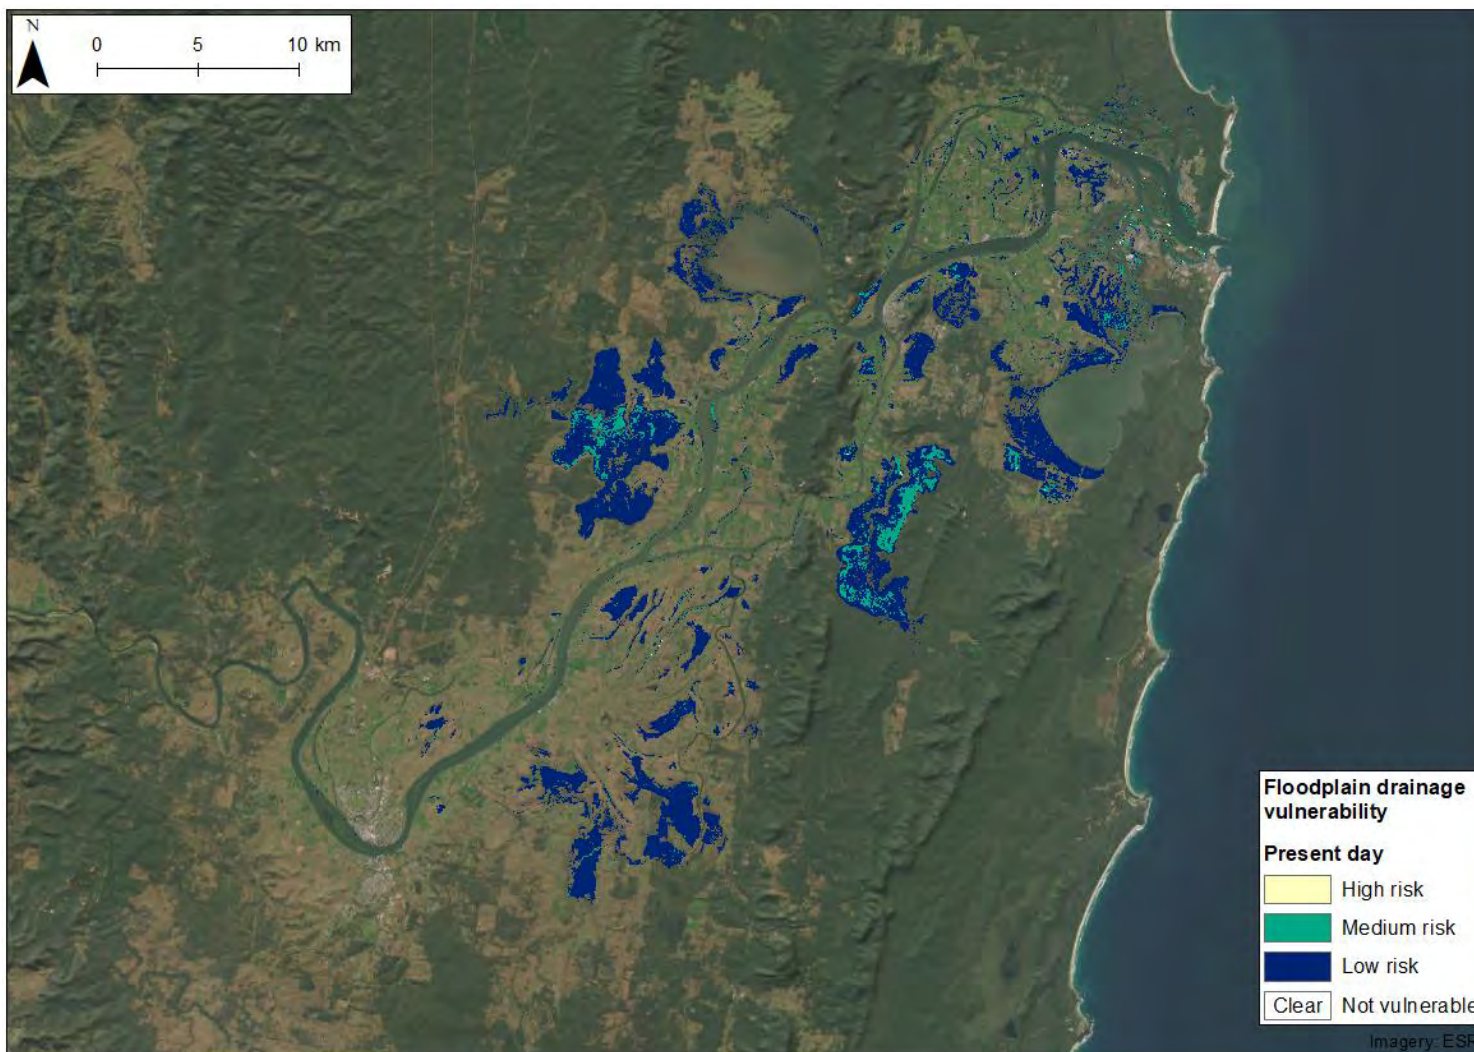 N
0 5 10 km
Floodplain drainage
vulnerability
Present day
High risk
Medium risk
Low risk
Clear Not vulnerable
Imagery: ESR